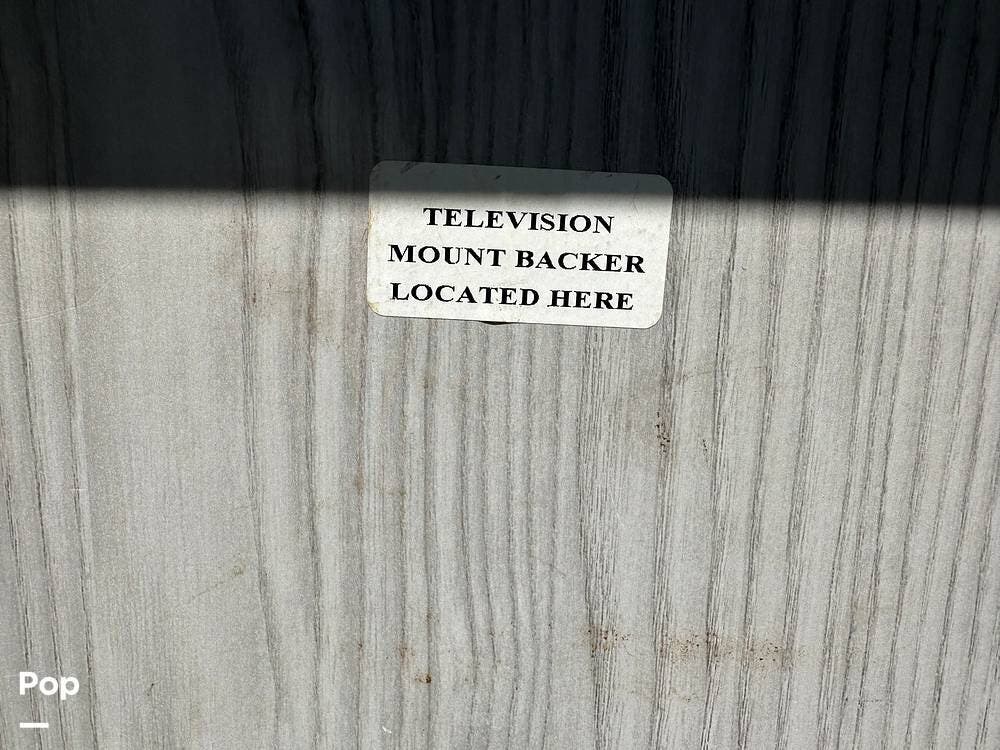 TELEVISION
MOUNT BACKER
LOCATED HERE
Pop